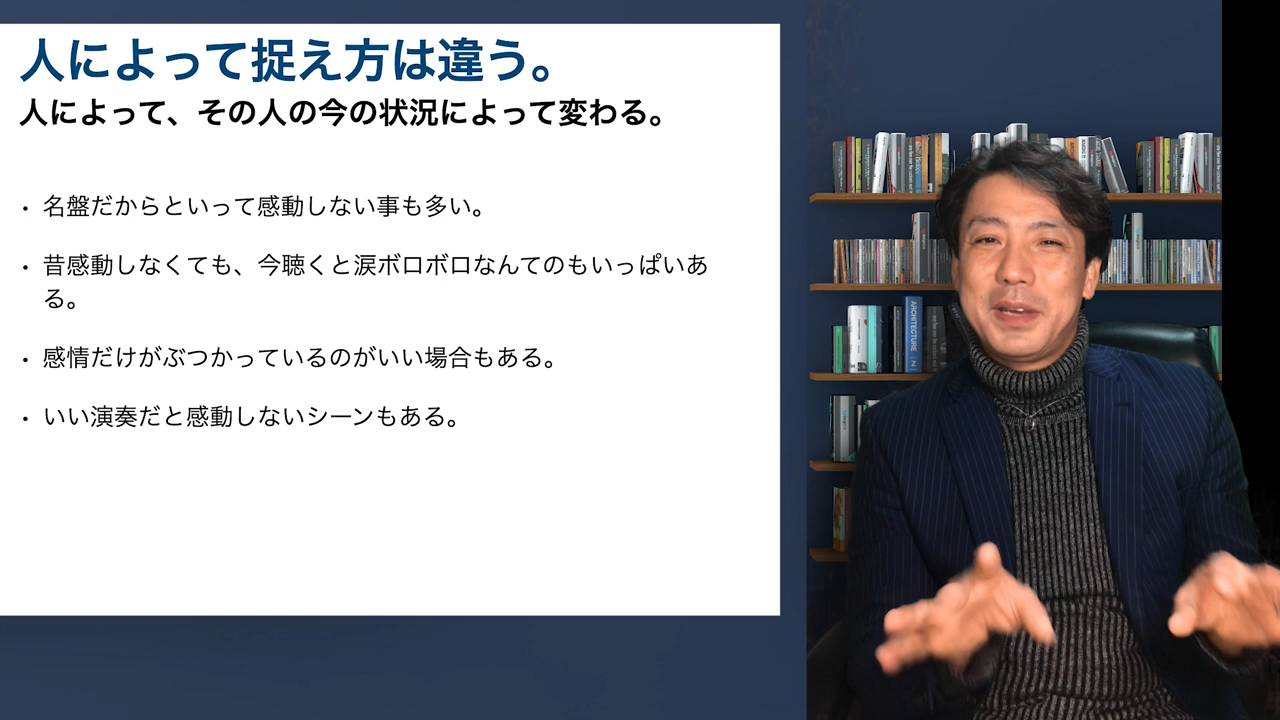 人によって捉え方は違う。
人によって、その人の今の状況によって変わる。
・名盤だからといって感動しない事も多い。
・昔感動しなくても、今聴くと涙ボロボロなんてのもいっぱいあ
る。
・感情だけがぶつかっているのがいい場合もある。
・いい演奏だと感動しないシーンもある。
ARCHITECTURE